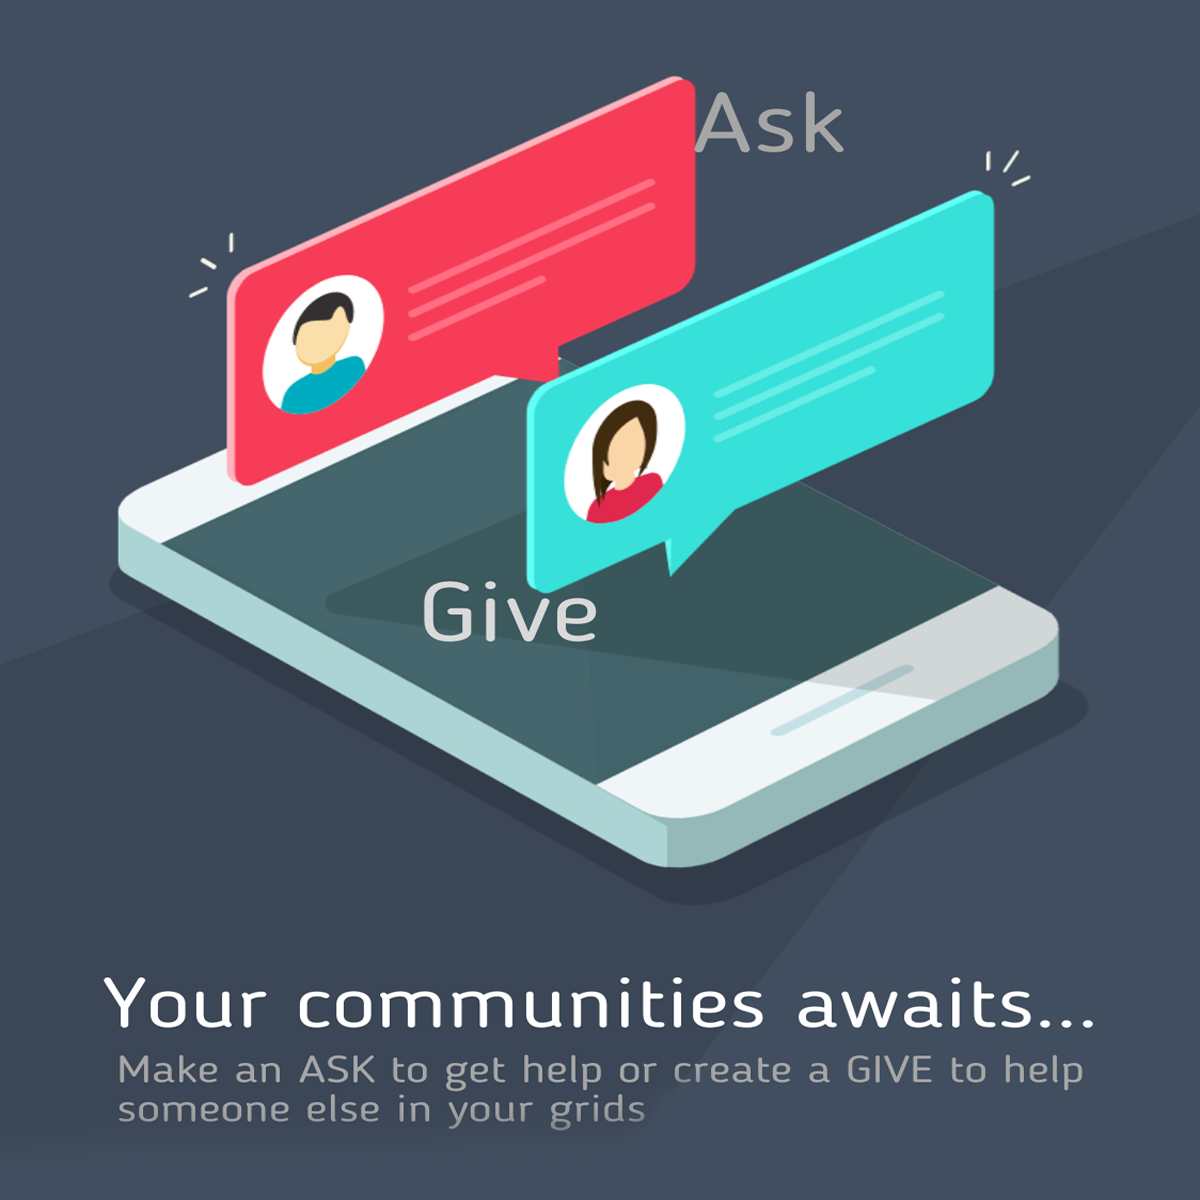 Ask
Give
Your communities awaits...
Make an ASK to get help or create a GIVE to help
someone else in your grids